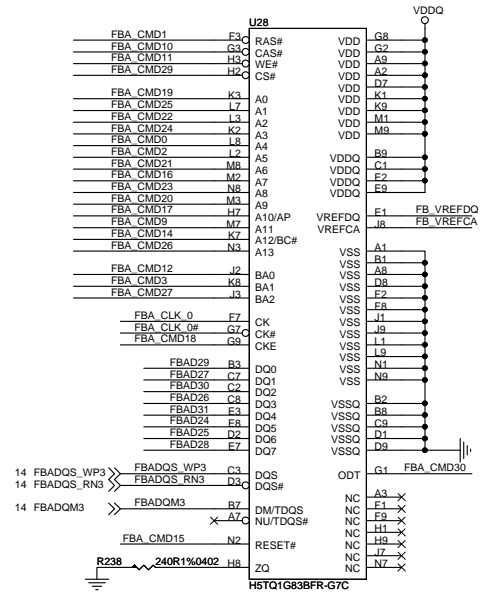 VDDQ
U28
FBA_CMD1 F3 RAS# VDD G8
FBA_CMD10 G3 CAS# VDD G2
FBA_CMD11 H3 WE# VDD A9
FBA_CMD29 H2 CS# VDD A2
VDD D7
FBA_CMD19 K3 A0 VDD K1
FBA_CMD25 L7 A1 VDD K9
FBA_CMD22 L3 A2 VDD M1
FBA_CMD24 K2 A3 VDD M9
FBA_CMD0 L8 A4
FBA_CMD2 L2 A5 VDDQ B9
FBA_CMD21 M8 A6 VDDQ C1
FBA_CMD16 M2 A7 VDDQ E2
FBA_CMD23 N8 A8 VDDQ E9
FBA_CMD20 M3 A9
FBA_CMD17 H7 A10/AP VREFDQ E1 FB_VREFDQ
FBA_CMD9 M7 A11 VREFCA J8 FB_VREFCA
FBA_CMD14 K7 A12/BC#
FBA_CMD26 N3 A13 VSS A1
VSS B1
FBA_CMD12 J2 BA0 VSS A8
FBA_CMD3 K8 BA1 VSS D8
FBA_CMD27 J3 BA2 VSS F2
VSS F8
FBA_CLK_0 F7 CK VSS J1
FBA_CLK_0# G7 CK# VSS J9
FBA_CMD18 G9 CKE VSS L1
VSS L9
FBAD29 B3 DQ0 VSS N1
FBAD27 C7 DQ1 VSS N9
FBAD30 C2 DQ2
FBAD26 C8 DQ3 VSSQ B2
FBAD31 E3 DQ4 VSSQ B8
FBAD24 E8 DQ5 VSSQ C9
FBAD25 D2 DQ6 VSSQ D1
FBAD28 E7 DQ7 VSSQ D9
14 FBADQS_WP3 FBADQS_WP3 C3 DQS ODT G1 FBA_CMD30
14 FBADQS_RN3 FBADQS_RN3 D3 DQS#
NC A3
14 FBADQM3 FBADQM3 B7 DM/TDQS NC F1
A7 NU/TDQS# NC F9
NC H1
FBA_CMD15 N2 RESET# NC H9
NC J7
R238 240R1%0402 H8 ZQ NC N7
H5TQ1G83BFR-G7C